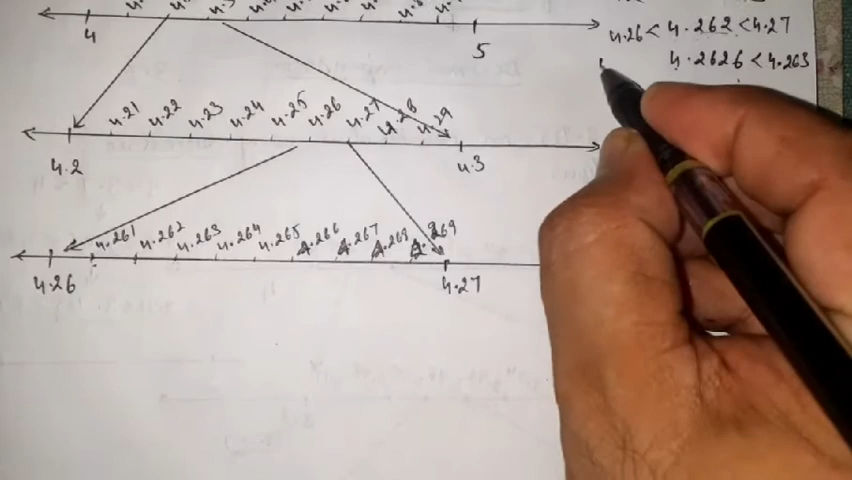 4 5
4.26 < 4.262 < 4.27
4.2626 < 4.263
4.21 4.22 4.23 4.24 4.25 4.26 4.27 4.28 4.29
4.2 4.3
4.261 4.262 4.263 4.264 4.265 4.266 4.267 4.268 4.269
4.26 4.27